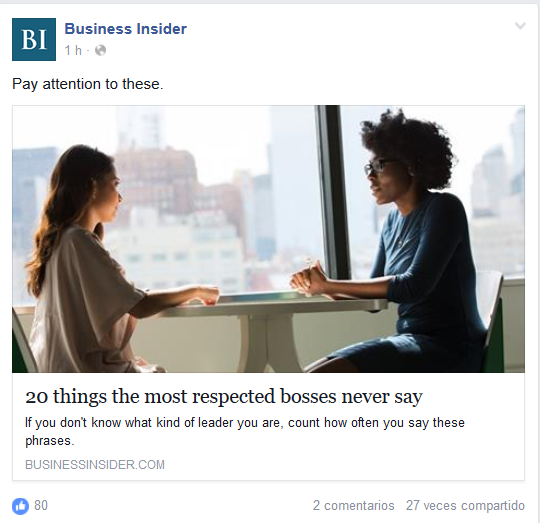 BI
Business Insider
1 h ·
Pay attention to these.
20 things the most respected bosses never say
If you don't know what kind of leader you are, count how often you say these
phrases.
BUSINESSINSIDER.COM
80
2 comentarios 27 veces compartido